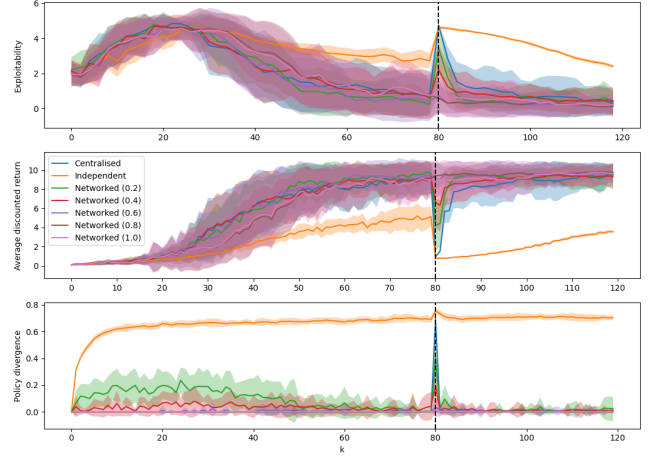 Exploitability
6
4
2
0
0 20 40 60 80 100 120
Average discounted return
10
8
6
4
2
0
Centralised
Independent
Networked (0.2)
Networked (0.4)
Networked (0.6)
Networked (0.8)
Networked (1.0)
0 10 20 30 40 50 60 70 80 90 100 110 120
Policy divergence
0.8
0.6
0.4
0.2
0.0
0 20 40 60 80 100 120
k